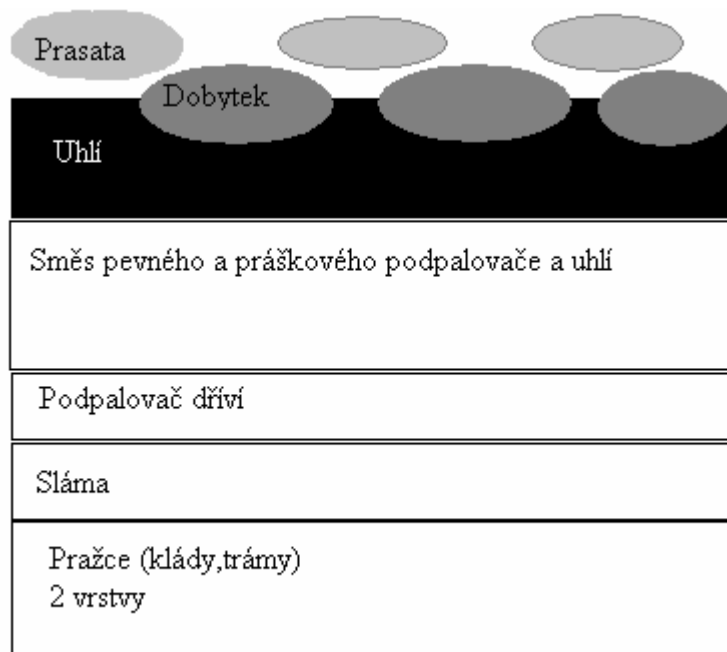 Prasata
Dobytek
Uhlí
Směs pevného a práškového podpalovače a uhlí
Podpalovač dříví
Sláma
Pražce (klády,trámy)
2 vrstvy